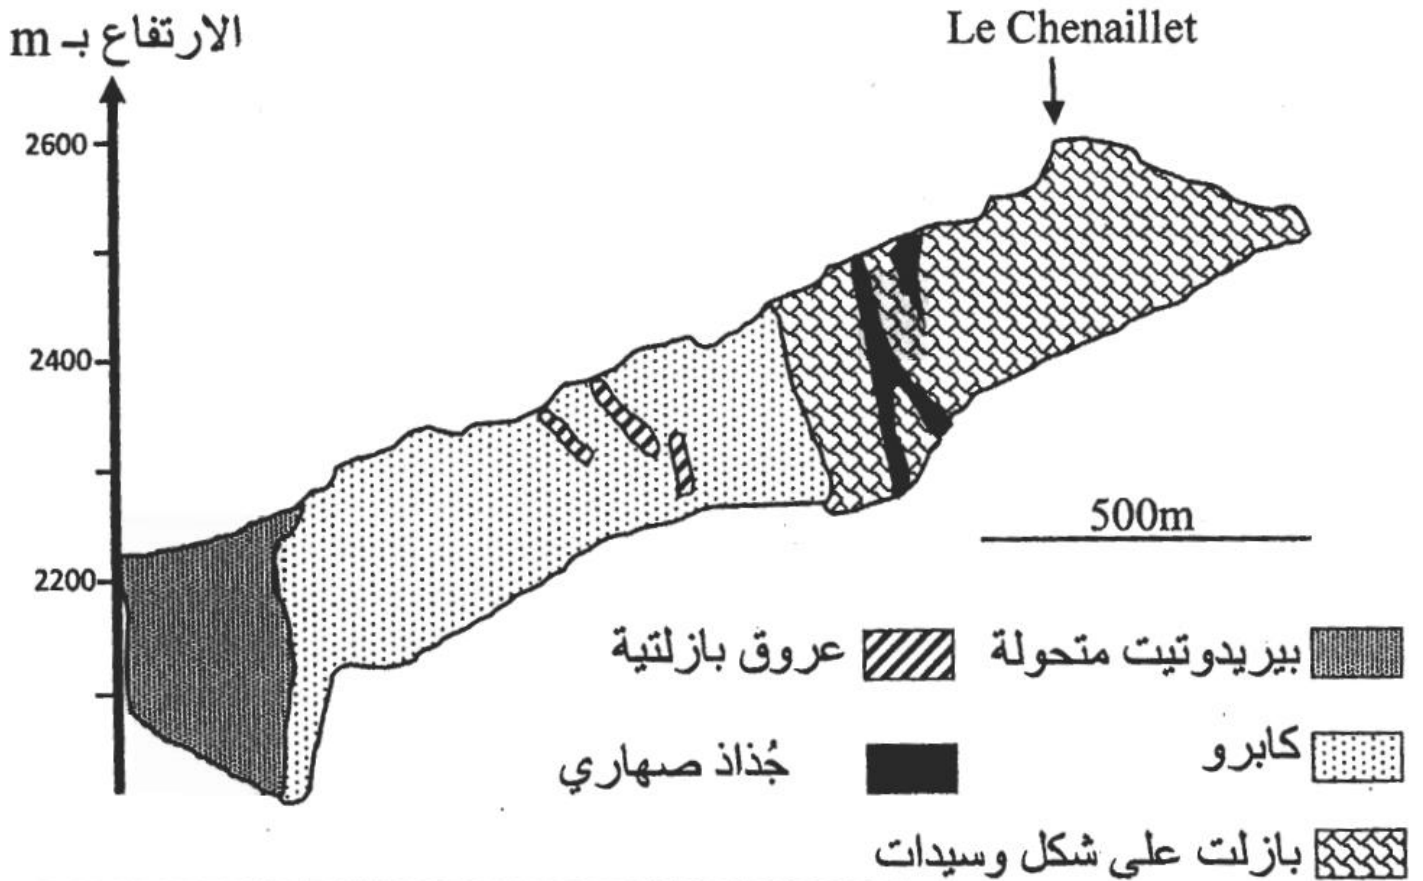 الارتفاع بـ m
Le Chenaillet
2600
2400
2200
500m
بيريدوتيت متحولة
عروق بازلتية
كابرو
جُذاذ صهاري
بازلت على شكل وسيدات